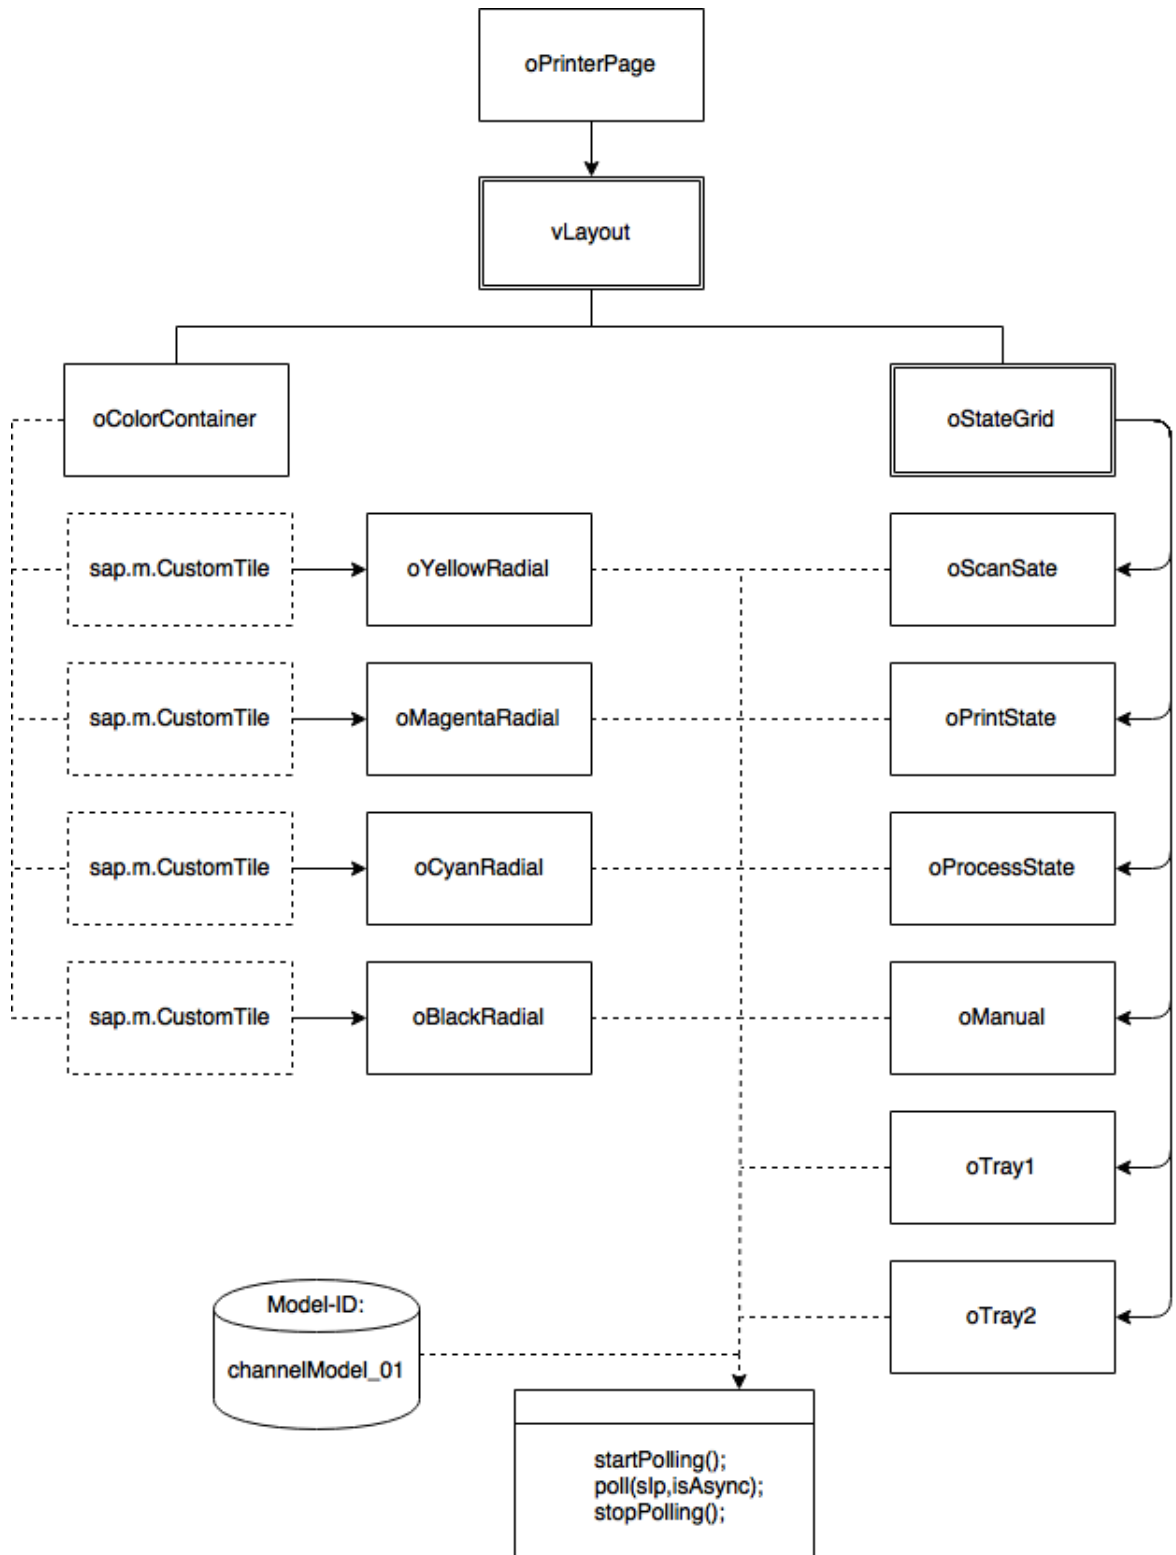 oPrinterPage
vLayout
oColorContainer
oStateGrid
sap.m.CustomTile
oYellowRadial
oScanSate
sap.m.CustomTile
oMagentaRadial
oPrintState
sap.m.CustomTile
oCyanRadial
oProcessState
sap.m.CustomTile
oBlackRadial
oManual
oTray1
oTray2
Model-ID:
channelModel_01
startPolling();
poll(sIp,isAsync);
stopPolling();